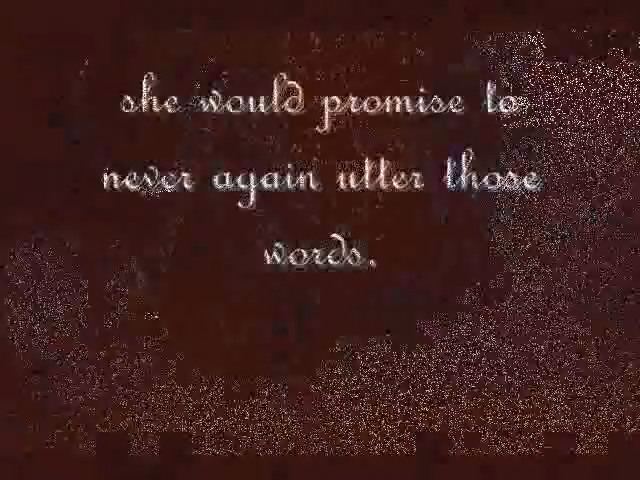 she would promise to
never again utter those
words.